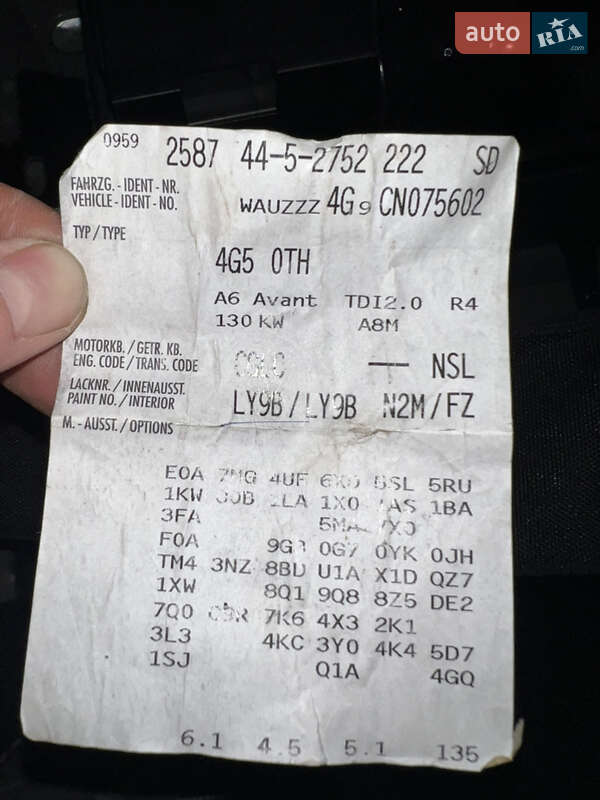 auto RIA .com
0959 2587 44-5-2752 222 SD
FAHRZG.-IDENT-NR.
VEHICLE-IDENT-NO. WAUZZZ 4G9 CN075602
TYP/TYPE
4G5 0TH
A6 Avant TDI2.0 R4
130 KW A8M
MOTORKB./GETR. KB.
ENG. CODE/TRANS. CODE CGLC NSL
LACKNR./INNENAUSST.
PAINT NO./INTERIOR LY9B/LY9B N2M/FZ
M.-AUSST./OPTIONS
E0A 4UF 5RU
1KW 1X0 1BA
3FA
F0A 0G7 0YK 0JH
TM4 3NZ 8BD U1A X1D QZ7
1XW 8Q1 9Q8 8Z5 DE2
7Q0 7K6 4X3 2K1
3L3 4KC 3Y0 4K4 5D7
1SJ Q1A 4GQ
6.1 4.5 5.1 135